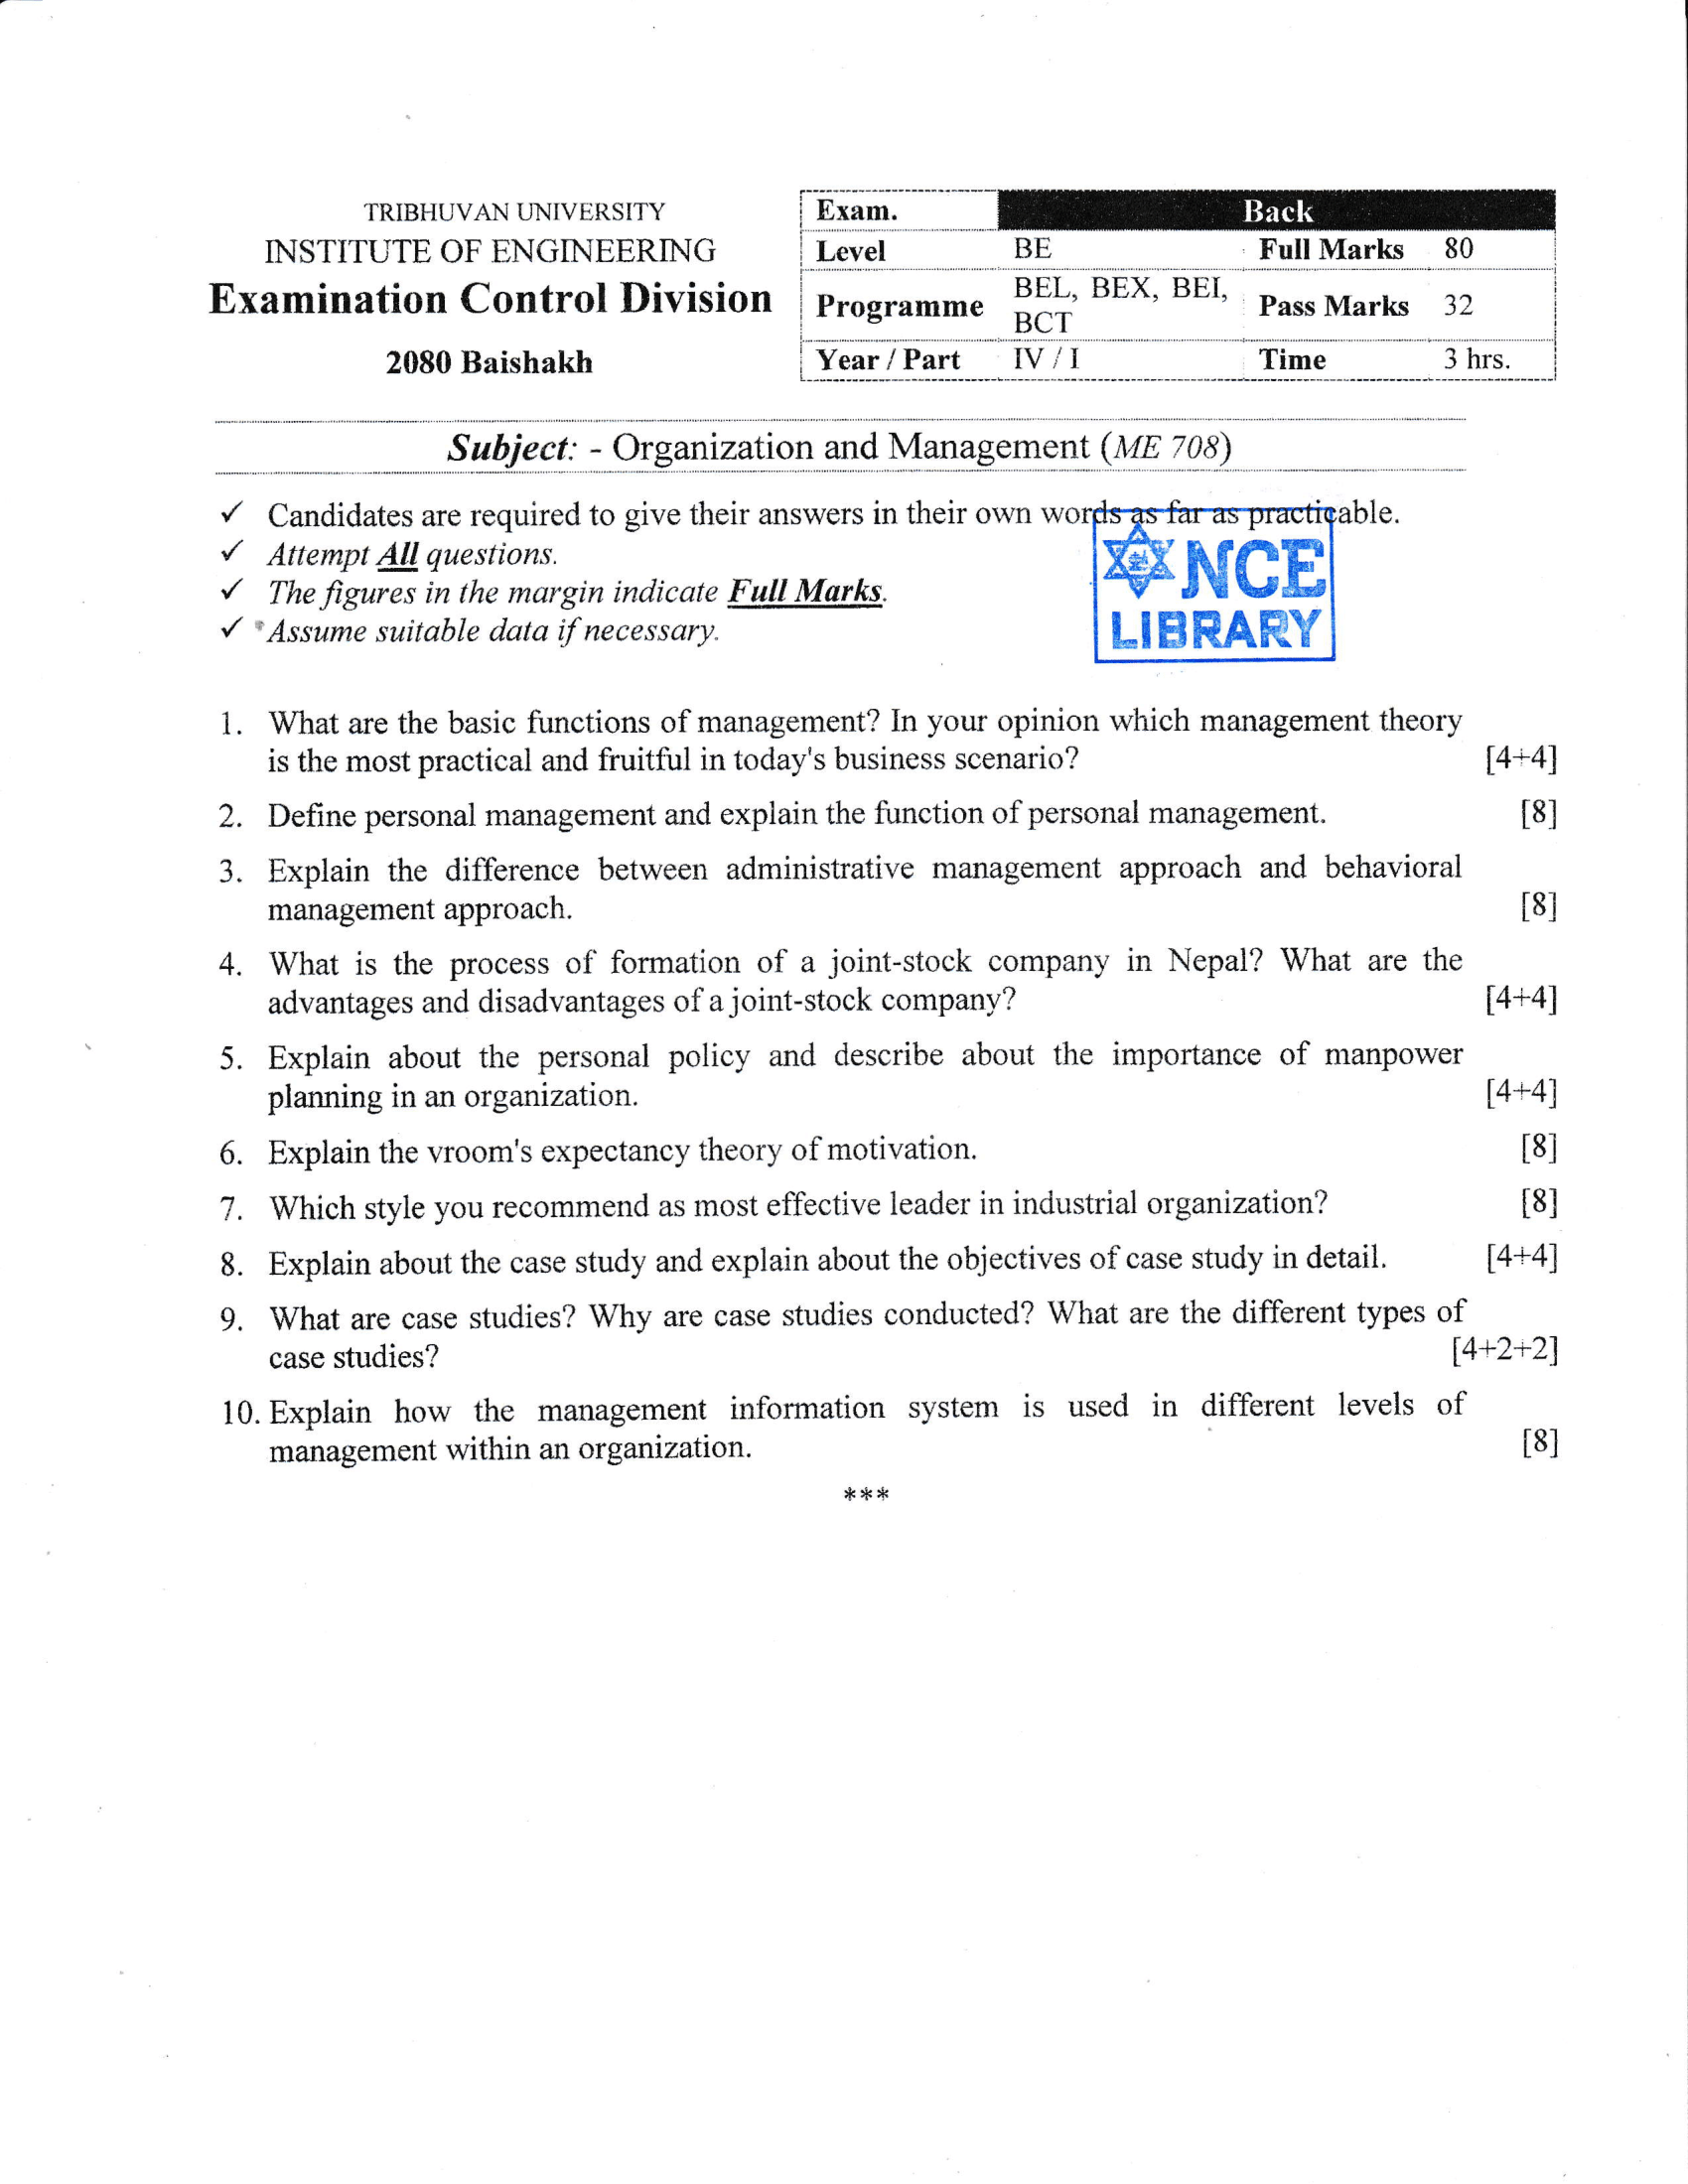 TRIBHUVAN UNIVERSITY
INSTITUTE OF ENGINEERING
Examination Control Division
2080 Baishakh
Exam. Back
Level BE Full Marks 80
Programme BEL, BEX, BEI, BCT Pass Marks 32
Year / Part IV / I Time 3 hrs.
Subject: - Organization and Management (ME 708)
✓ Candidates are required to give their answers in their own words as far as practicable.
✓ Attempt All questions.
✓ The figures in the margin indicate Full Marks.
✓ Assume suitable data if necessary.
NCE
LIBRARY
1. What are the basic functions of management? In your opinion which management theory
is the most practical and fruitful in today's business scenario? [4+4]
2. Define personal management and explain the function of personal management. [8]
3. Explain the difference between administrative management approach and behavioral
management approach. [8]
4. What is the process of formation of a joint-stock company in Nepal? What are the
advantages and disadvantages of a joint-stock company? [4+4]
5. Explain about the personal policy and describe about the importance of manpower
planning in an organization. [4+4]
6. Explain the vroom's expectancy theory of motivation. [8]
7. Which style you recommend as most effective leader in industrial organization? [8]
8. Explain about the case study and explain about the objectives of case study in detail. [4+4]
9. What are case studies? Why are case studies conducted? What are the different types of
case studies? [4+2+2]
10. Explain how the management information system is used in different levels of
management within an organization. [8]
***